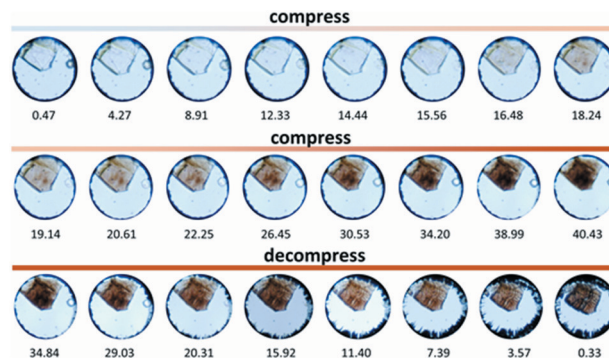 compress
0.47 4.27 8.91 12.33 14.44 15.56 16.48 18.24
compress
19.14 20.61 22.25 26.45 30.53 34.20 38.99 40.43
decompress
34.84 29.03 20.31 15.92 11.40 7.39 3.57 0.33